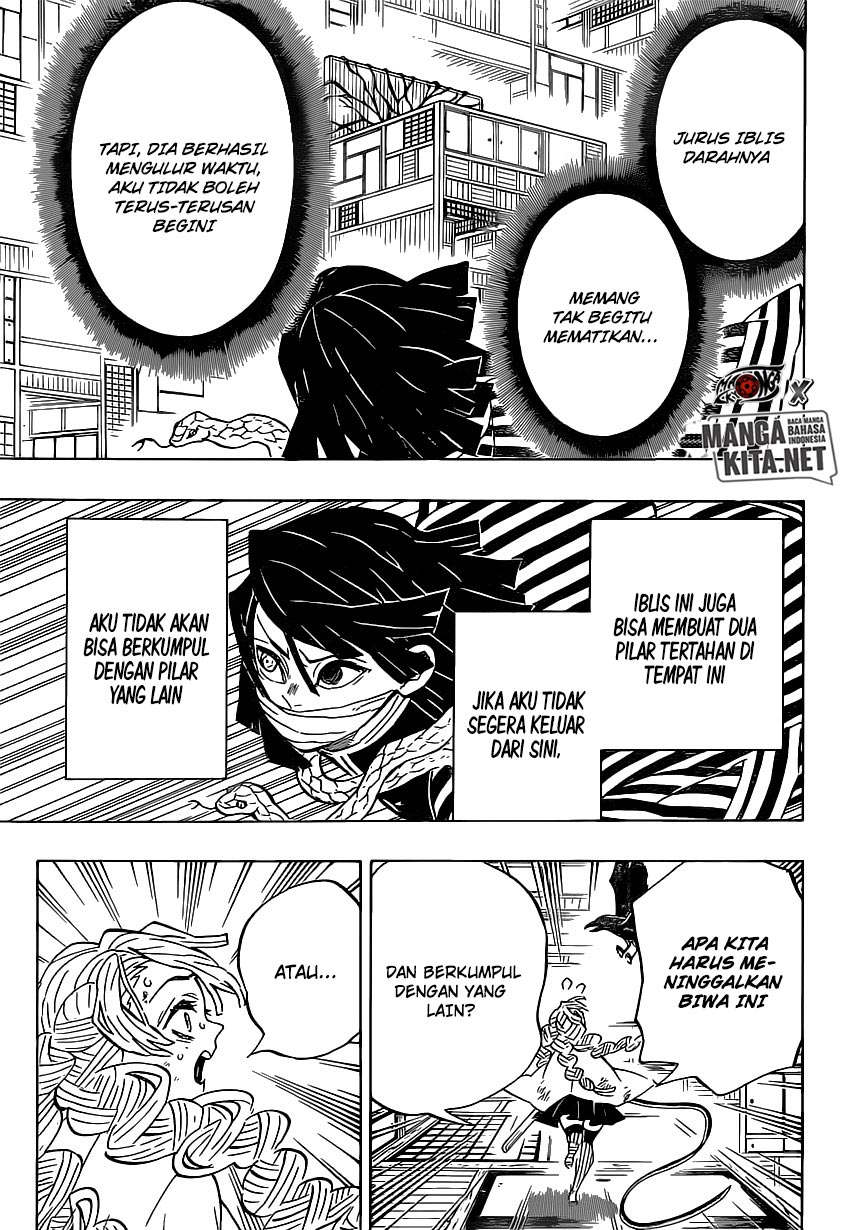 JURUS IBLIS
DARAHNYA
MEMANG
TAK BEGITU
MEMATIKAN...
TAPI, DIA BERHASIL
MENGULUR WAKTU,
AKU TIDAK BOLEH
TERUS-TERUSAN
BEGINI
MANGA
KITA.NET
BACA MANGA
BAHASA
INDONESIA
X
IBLIS INI JUGA
BISA MEMBUAT DUA
PILAR TERTAHAN DI
TEMPAT INI
JIKA AKU TIDAK
SEGERA KELUAR
DARI SINI,
AKU TIDAK AKAN
BISA BERKUMPUL
DENGAN PILAR
YANG LAIN
APA KITA
HARUS ME-
NINGGALKAN
BIWA INI
DAN BERKUMPUL
DENGAN YANG
LAIN?
ATAU...